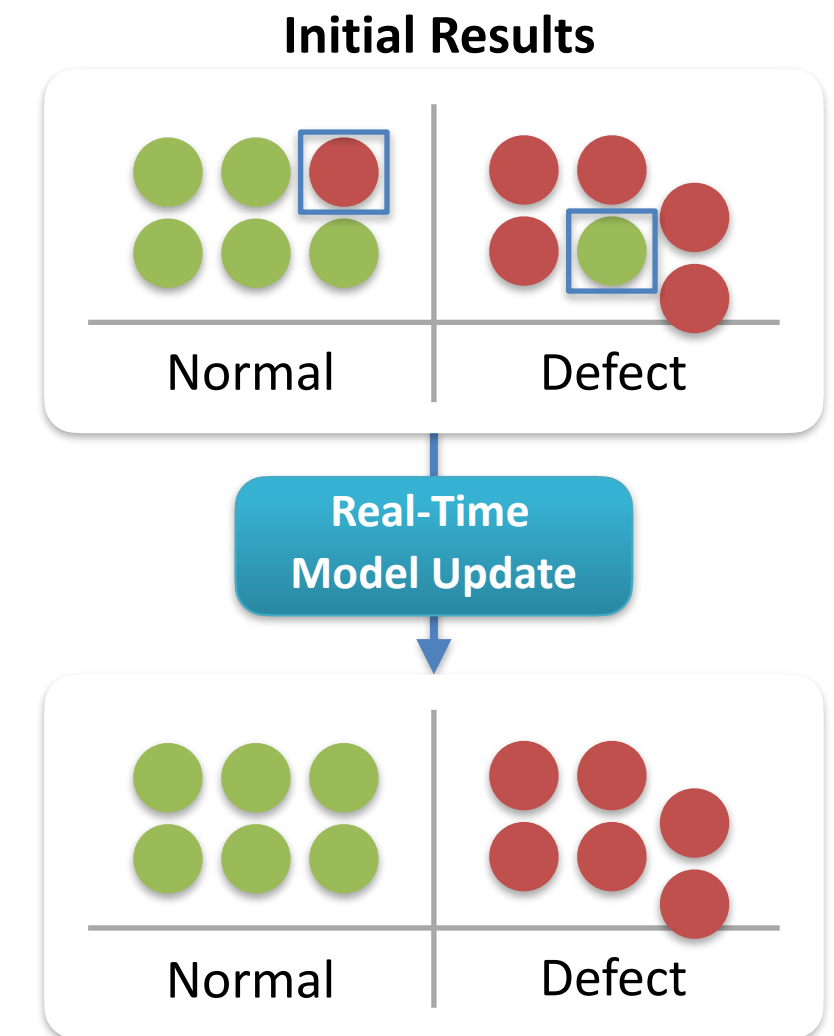 Initial Results
Normal Defect
Real-Time
Model Update
Normal Defect